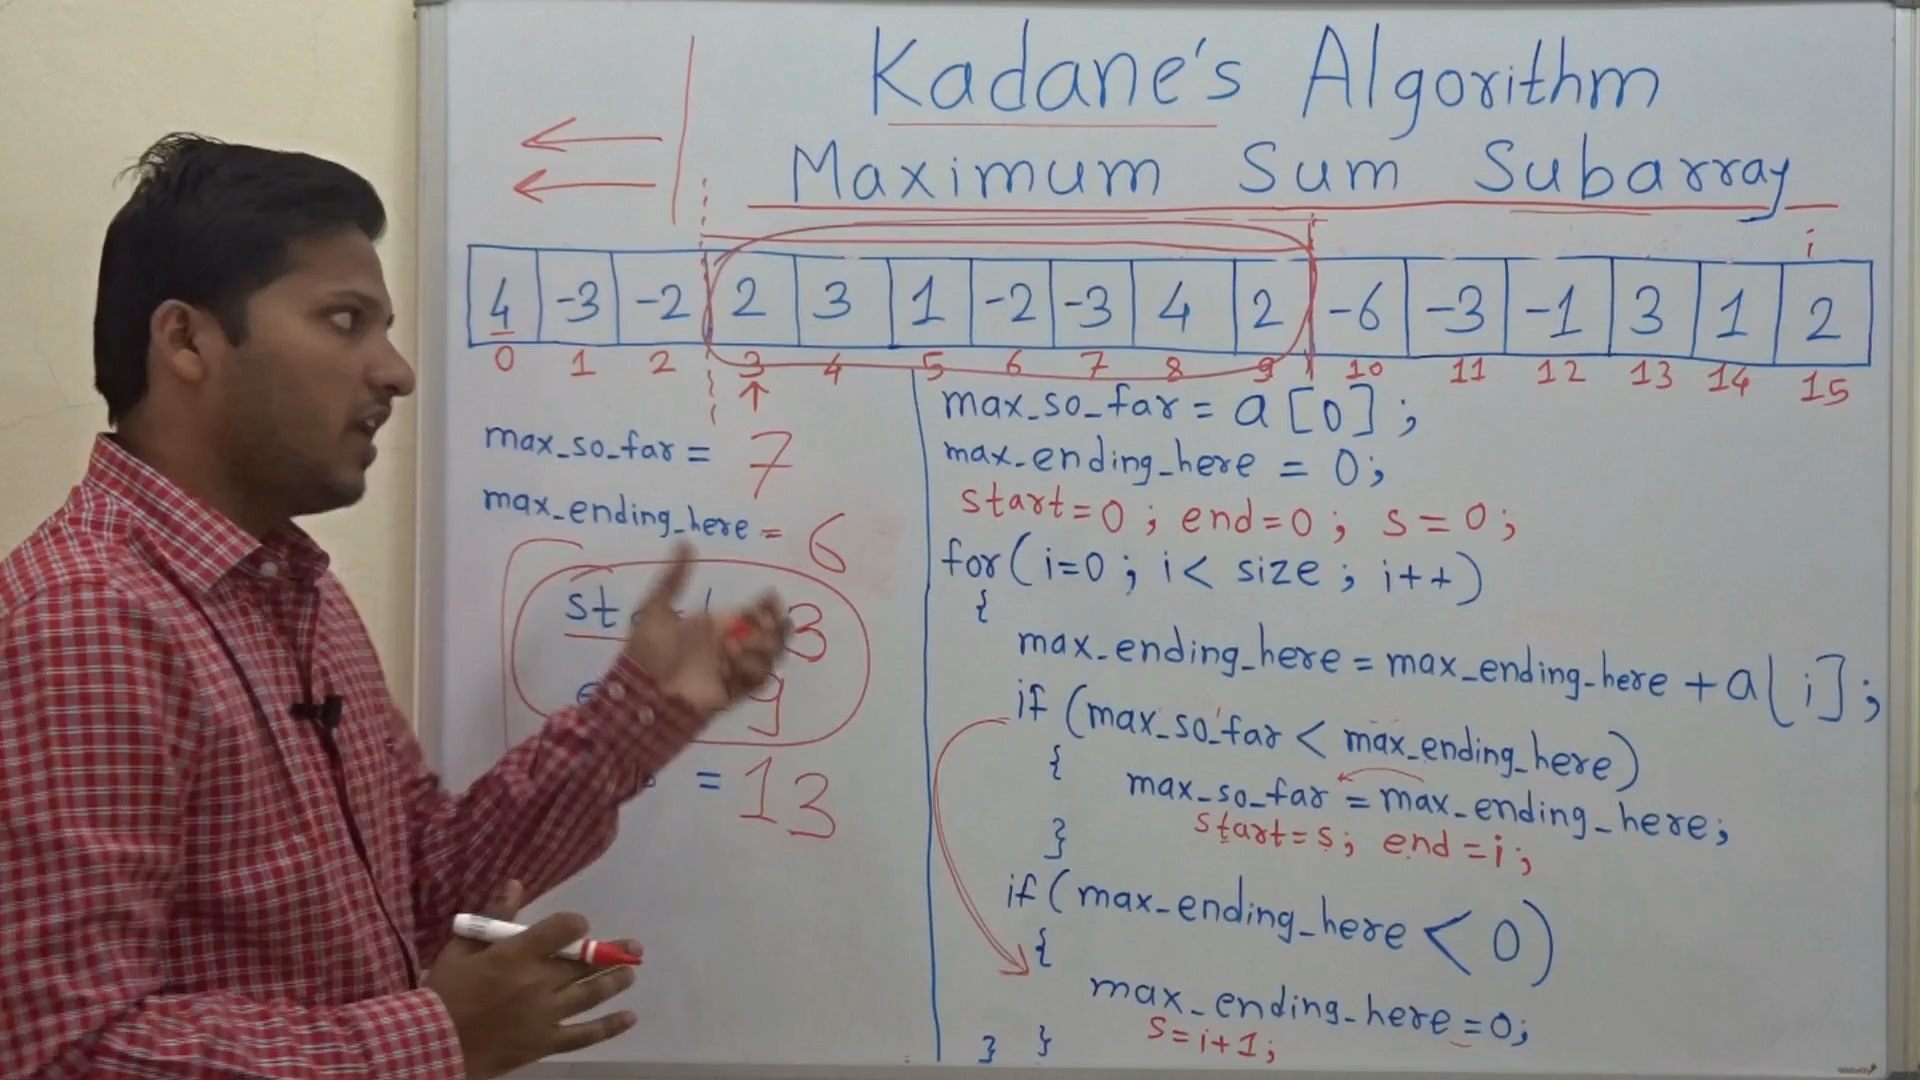 Kadane's Algorithm
Maximum Sum Subarray
i
4 -3 -2 2 3 1 -2 -3 4 2 -6 -3 -1 3 1 2
0 1 2 3 4 5 6 7 8 9 10 11 12 13 14 15
max_so_far = 7
max_ending_here = 6
3
9
= 13
max_so_far = a[0];
max_ending_here = 0;
start=0; end=0; s=0;
for(i=0; i< size; i++)
{
max_ending_here = max_ending_here + a[i];
if (max_so_far < max_ending_here)
{ max_so_far = max_ending_here;
start=s; end=i;
}
if(max_ending_here < 0)
{
max_ending_here = 0;
s=i+1;
} }